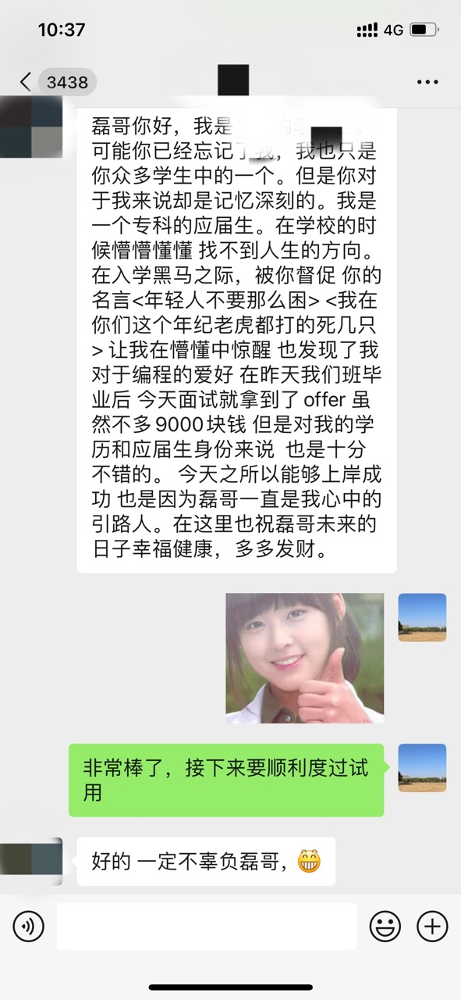 10:37
4G
3438
磊哥你好，我是 的李
可能你已经忘记了我，我也只是
你众多学生中的一个。但是你对
于我来说却是记忆深刻的。我是
一个专科的应届生。在学校的时
候懵懵懂懂 找不到人生的方向。
在入学黑马之际，被你督促 你的
名言<年轻人不要那么困> <我在
你们这个年纪老虎都打的死几只
> 让我在懵懂中惊醒 也发现了我
对于编程的爱好 在昨天我们班毕
业后 今天面试就拿到了 offer 虽
然不多 9000块钱 但是对我的学
历和应届生身份来说 也是十分
不错的。 今天之所以能够上岸成
功 也是因为磊哥一直是我心中的
引路人。在这里也祝磊哥未来的
日子幸福健康，多多发财。
非常棒了，接下来要顺利度过试
用
好的 一定不辜负磊哥，😁